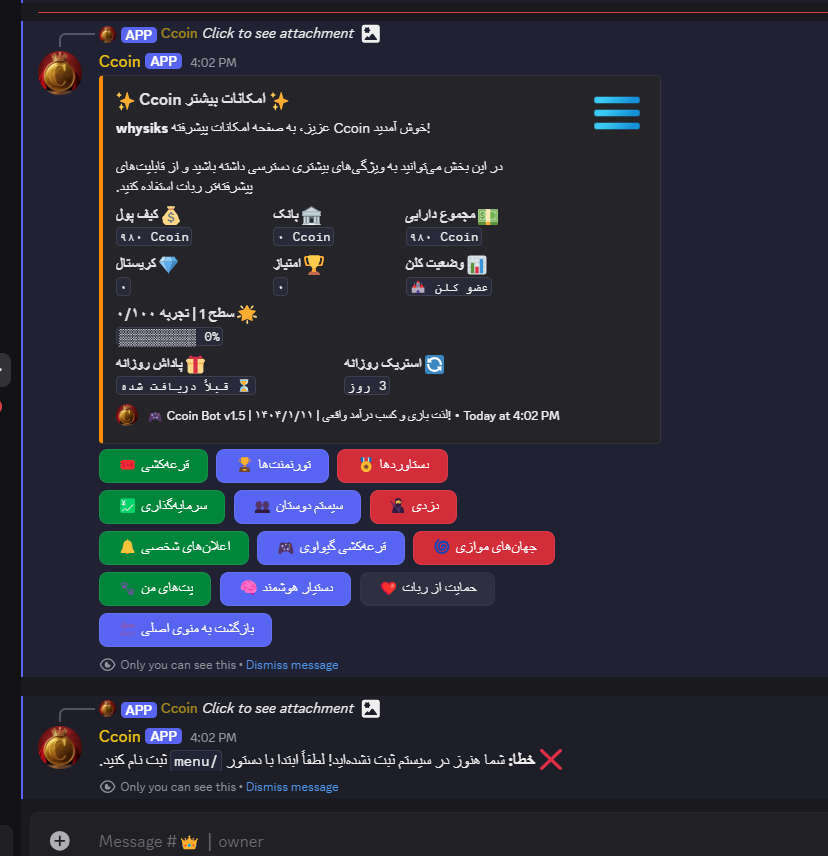 APP Ccoin Click to see attachment
Ccoin APP 4:02 PM
✨ امکانات بیشتر Ccoin ✨
whysiks عزیز، به صفحه امکانات پیشرفته Ccoin خوش آمدید!
در این بخش می‌توانید به ویژگی‌های بیشتری دسترسی داشته باشید و از قابلیت‌های
پیشرفته‌تر ربات استفاده کنید.
💰 کیف پول
🏛️ بانک
💵 مجموع دارایی
۹۸۰ Ccoin
۰ Ccoin
۹۸۰ Ccoin
💎 کریستال
🏆 امتیاز
📊 وضعیت کلن
۰
۰
🏰 عضو کلن
🌟 سطح 1 | تجربه ۰/۱۰۰
▒▒▒▒▒▒▒▒▒▒ 0%
🎁 پاداش روزانه
🔄 استریک روزانه
⏳ قبلاً دریافت شده
3 روز
🎮 Ccoin Bot v1.5 | لذت بازی و کسب درآمد واقعی! | ۱۴۰۴/۱/۱۱ • Today at 4:02 PM
🎟️ قرعه‌کشی
🏆 تورنمنت‌ها
🏅 دستاوردها
💹 سرمایه‌گذاری
👥 سیستم دوستان
🥷 دزدی
🔔 اعلان‌های شخصی
🎮 قرعه‌کشی گیواوی
🌀 جهان‌های موازی
🐾 پت‌های من
🧠 دستیار هوشمند
❤️ حمایت از ربات
بازگشت به منوی اصلی
Only you can see this • Dismiss message
APP Ccoin Click to see attachment
Ccoin APP 4:02 PM
❌ خطا: شما هنوز در سیستم ثبت نشده‌اید! لطفاً ابتدا با دستور /menu ثبت نام کنید.
Only you can see this • Dismiss message
Message #👑 | owner